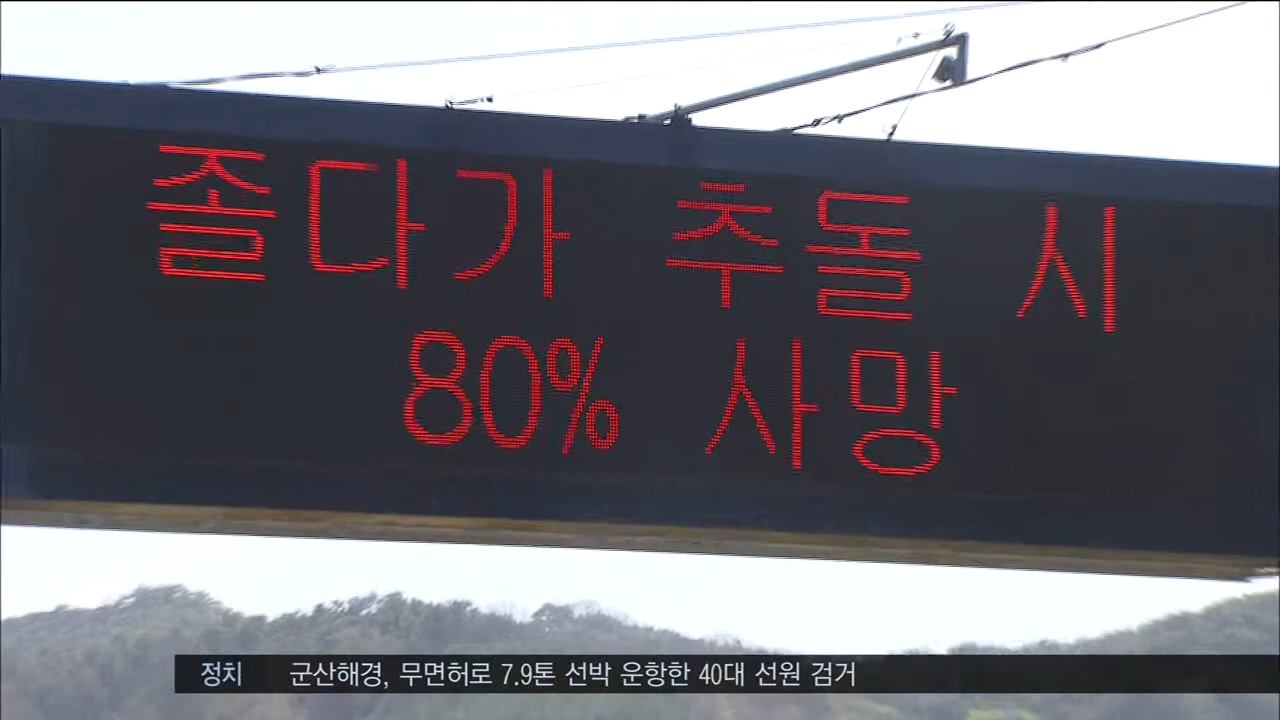 졸다가 추돌 시
80% 사망
정치 군산해경, 무면허로 7.9톤 선박 운항한 40대 선원 검거